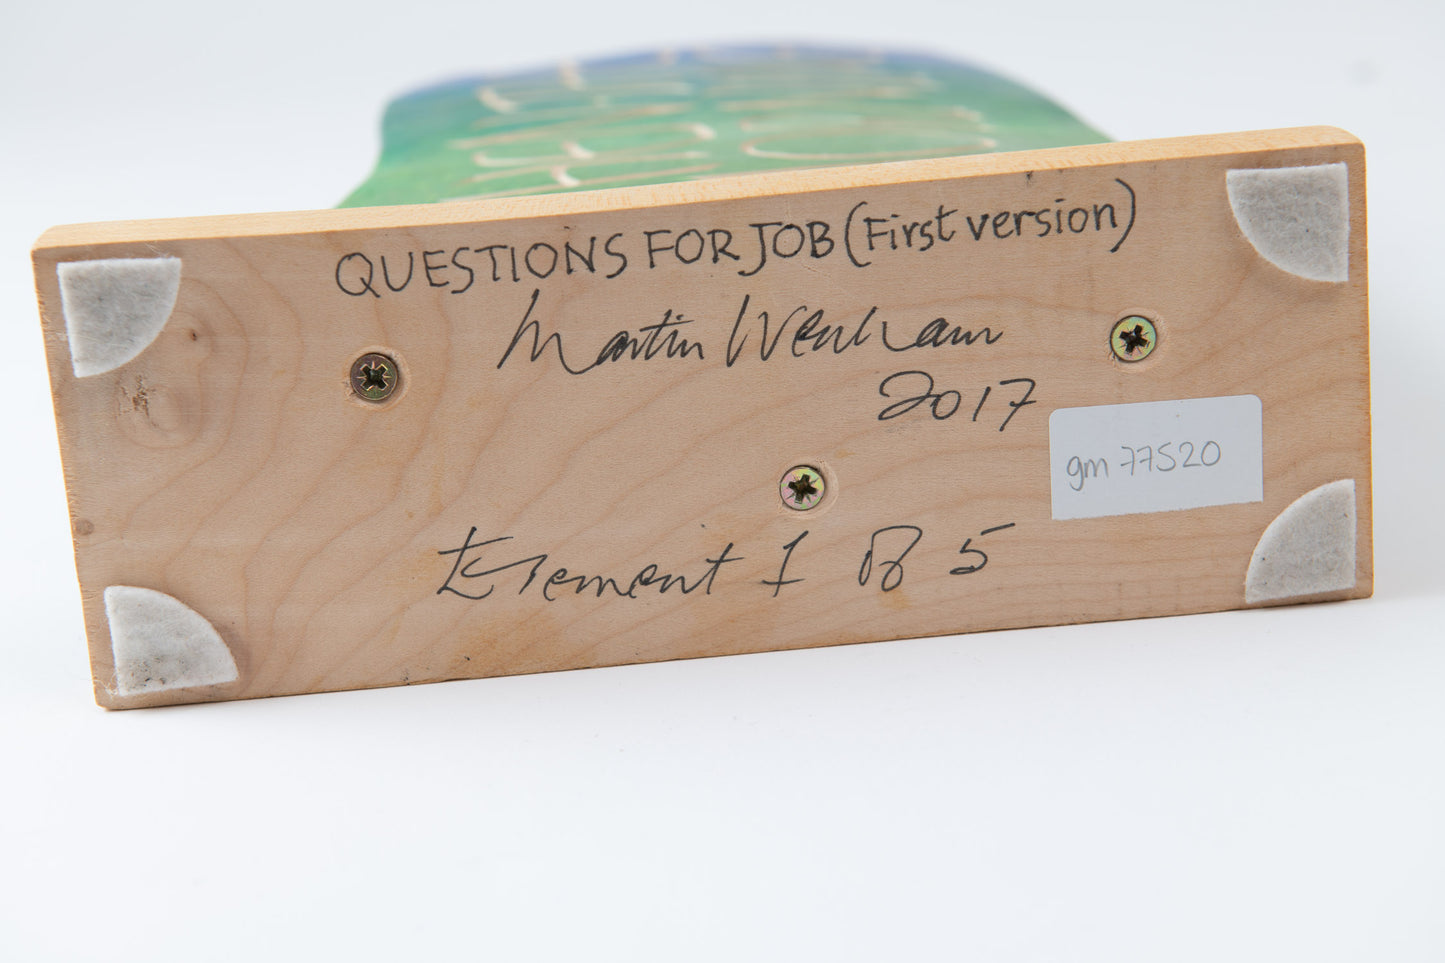 QUESTIONS FOR JOB (First version)
Martin Wenham
2017
gm 77520
Element 1 of 5